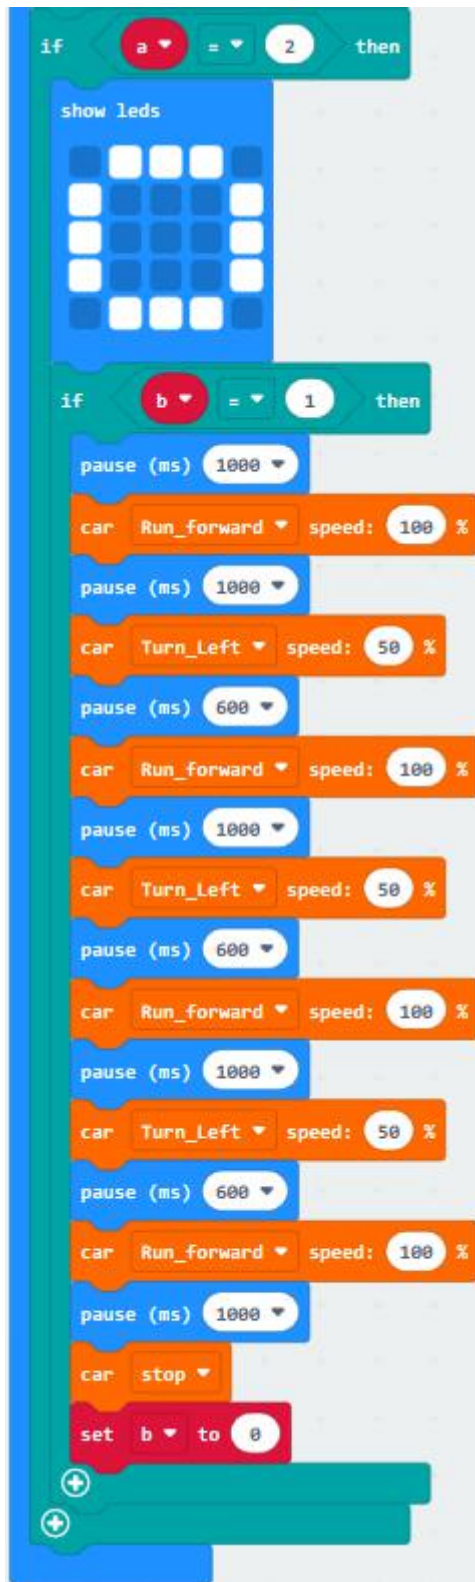 if a = 2 then
show leds
if b = 1 then
pause (ms) 1000
car Run_forward speed: 100 %
pause (ms) 1000
car Turn_Left speed: 50 %
pause (ms) 600
car Run_forward speed: 100 %
pause (ms) 1000
car Turn_Left speed: 50 %
pause (ms) 600
car Run_forward speed: 100 %
pause (ms) 1000
car Turn_Left speed: 50 %
pause (ms) 600
car Run_forward speed: 100 %
pause (ms) 1000
car stop
set b to 0